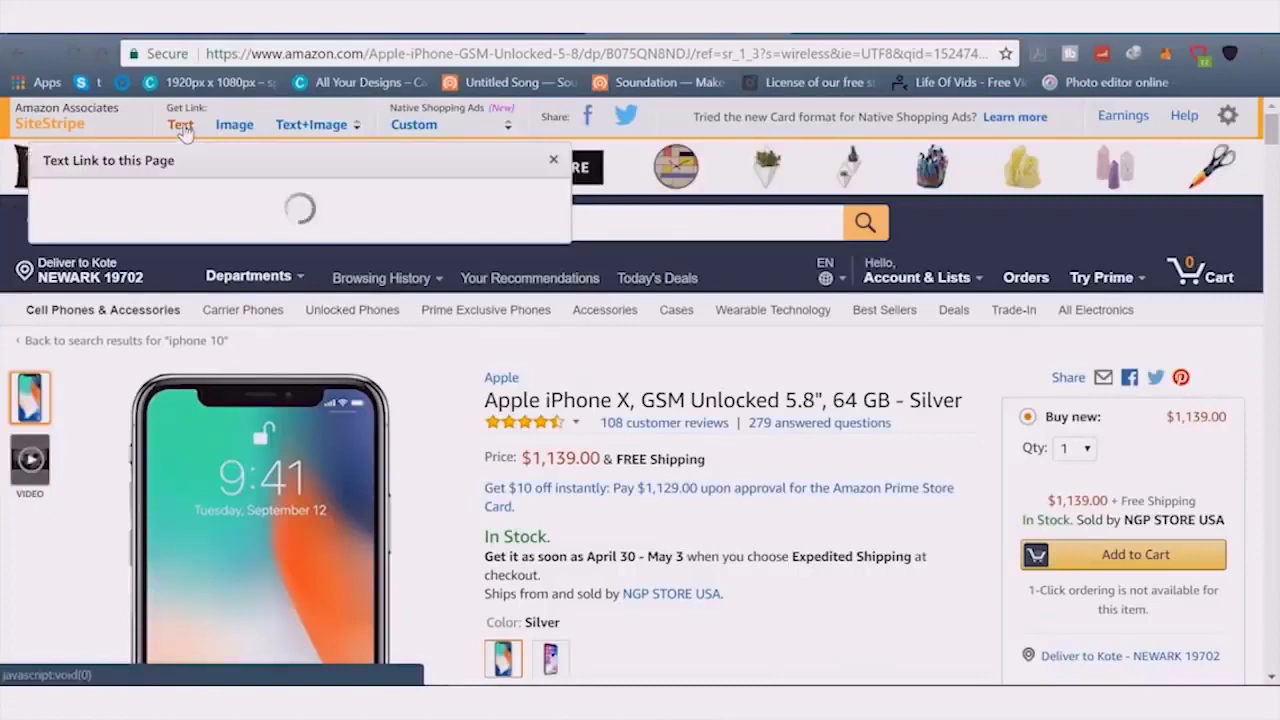 Secure https://www.amazon.com/Apple-iPhone-GSM-Unlocked-5-8/dp/B075QN8NDJ/ref=sr_1_3?s=wireless&ie=UTF8&qid=152474...
Apps t 1920px x 1080px – s All Your Designs – Ca Untitled Song — Sou Soundation — Make License of our free s Life Of Vids - Free V Photo editor online
Amazon Associates Get Link: Native Shopping Ads (New)
SiteStripe Text Image Text+Image Custom Share: Tried the new Card format for Native Shopping Ads? Learn more Earnings Help
Text Link to this Page
RE
Deliver to Kote EN Hello, 0
NEWARK 19702 Departments Browsing History Your Recommendations Today's Deals Account & Lists Orders Try Prime Cart
Cell Phones & Accessories Carrier Phones Unlocked Phones Prime Exclusive Phones Accessories Cases Wearable Technology Best Sellers Deals Trade-In All Electronics
‹ Back to search results for "iphone 10"
VIDEO
9:41
Tuesday, September 12
Apple
Apple iPhone X, GSM Unlocked 5.8", 64 GB - Silver
108 customer reviews | 279 answered questions
Price: $1,139.00 & FREE Shipping
Get $10 off instantly: Pay $1,129.00 upon approval for the Amazon Prime Store
Card.
In Stock.
Get it as soon as April 30 - May 3 when you choose Expedited Shipping at
checkout.
Ships from and sold by NGP STORE USA.
Color: Silver
Share
Buy new: $1,139.00
Qty: 1
$1,139.00 + Free Shipping
In Stock. Sold by NGP STORE USA
Add to Cart
1-Click ordering is not available for
this item.
Deliver to Kote - NEWARK 19702
javascript:void(0)